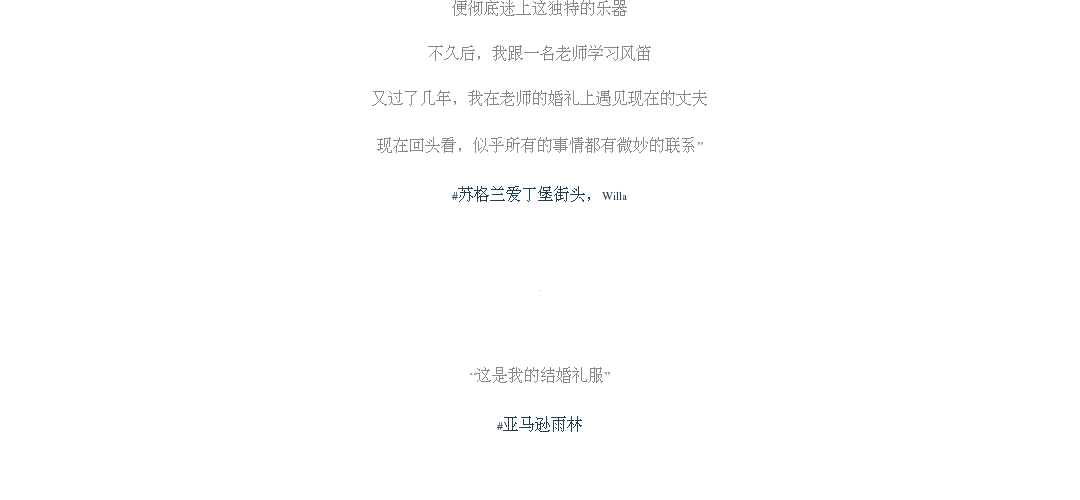 便彻底迷上这独特的乐器
不久后，我跟一名老师学习风笛
又过了几年，我在老师的婚礼上遇见现在的丈夫
现在回头看，似乎所有的事情都有微妙的联系”
#苏格兰爱丁堡街头，Willa
“这是我的结婚礼服”
#亚马逊雨林